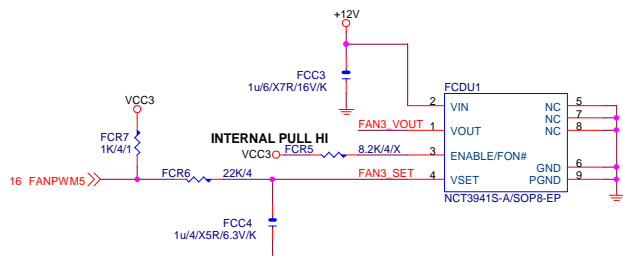 +12V
FCC3
1u/6/X7R/16V/K
FCDU1
VCC3
FCR7
1K/4/1
FAN3_VOUT
INTERNAL PULL HI
VCC3
FCR5
8.2K/4/X
2
VIN
1
VOUT
3
ENABLE/FON#
4
VSET
NC
5
NC
7
NC
8
GND
6
PGND
9
NCT3941S-A/SOP8-EP
16 FANPWM5
FCR6
22K/4
FAN3_SET
FCC4
1u/4/X5R/6.3V/K